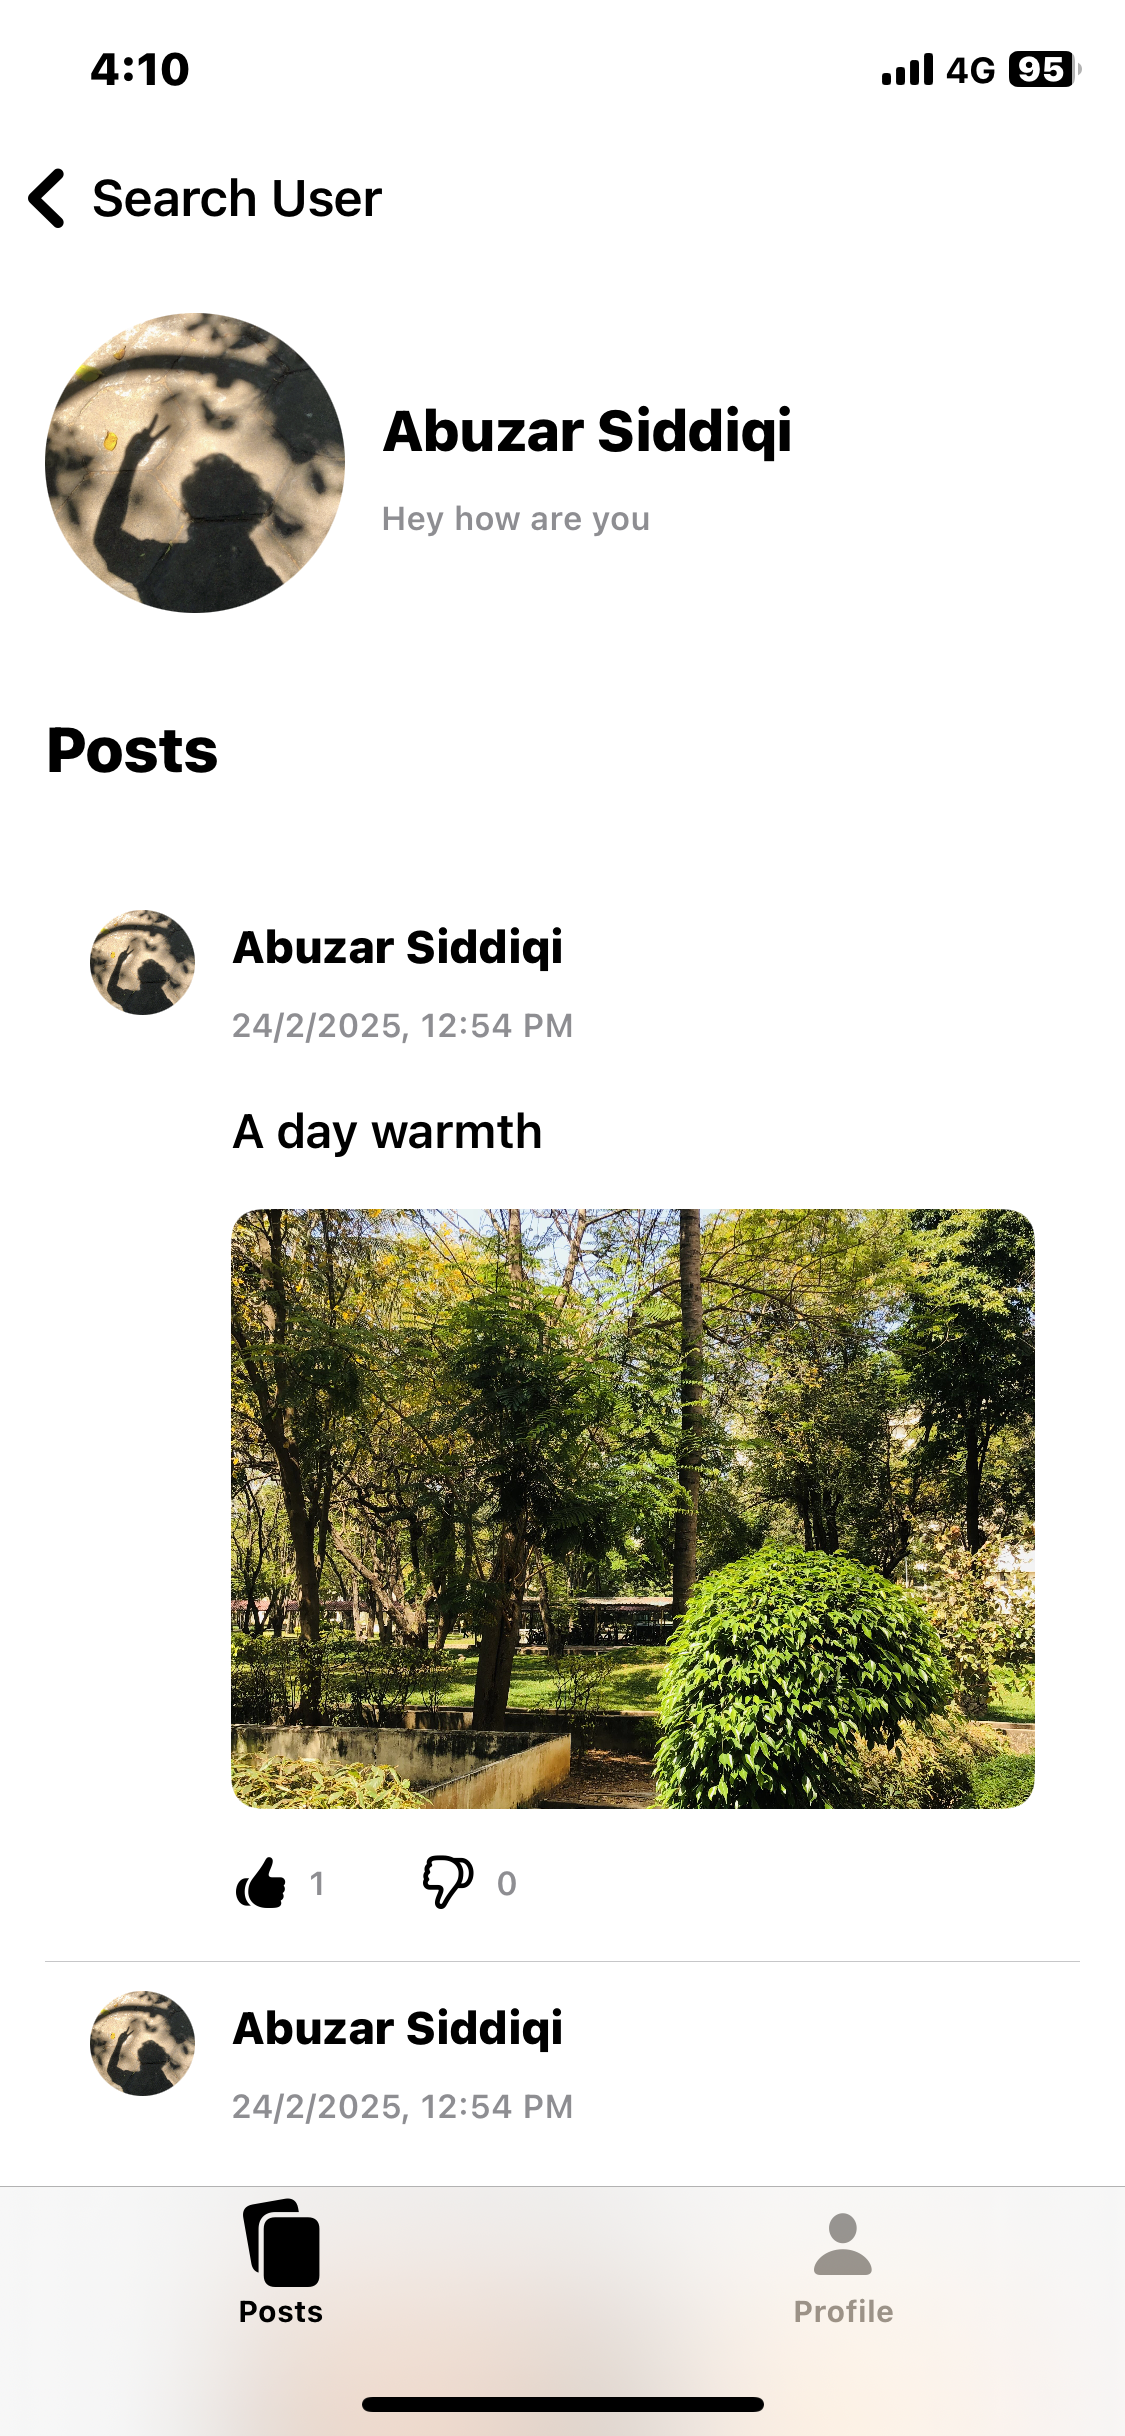 4:10
4G 95
Search User
Abuzar Siddiqi
Hey how are you
Posts
Abuzar Siddiqi
24/2/2025, 12:54 PM
A day warmth
1 0
Abuzar Siddiqi
24/2/2025, 12:54 PM
Posts Profile